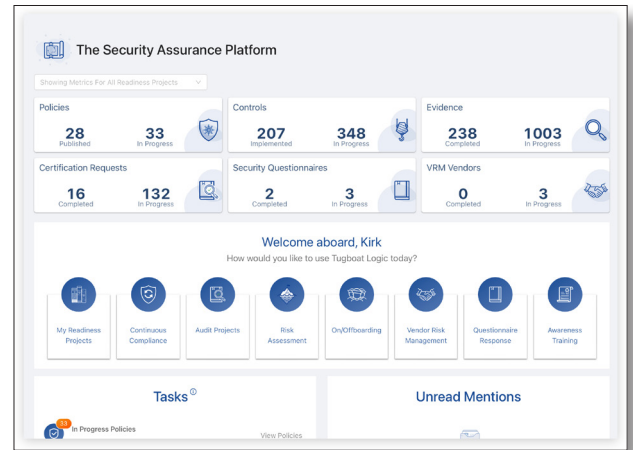 The Security Assurance Platform
Showing Metrics For All Readiness Projects
Policies
28
Published
33
In Progress
Controls
207
Implemented
348
In Progress
Evidence
238
Completed
1003
In Progress
Certification Requests
16
Completed
132
In Progress
Security Questionnaires
2
Completed
3
In Progress
VRM Vendors
0
Completed
3
In Progress
Welcome aboard, Kirk
How would you like to use Tugboat Logic today?
My Readiness
Projects
Continuous
Compliance
Audit Projects
Risk
Assessment
On/Offboarding
Vendor Risk
Management
Questionnaire
Response
Awareness
Training
Tasks
33
In Progress Policies
View Policies
Unread Mentions